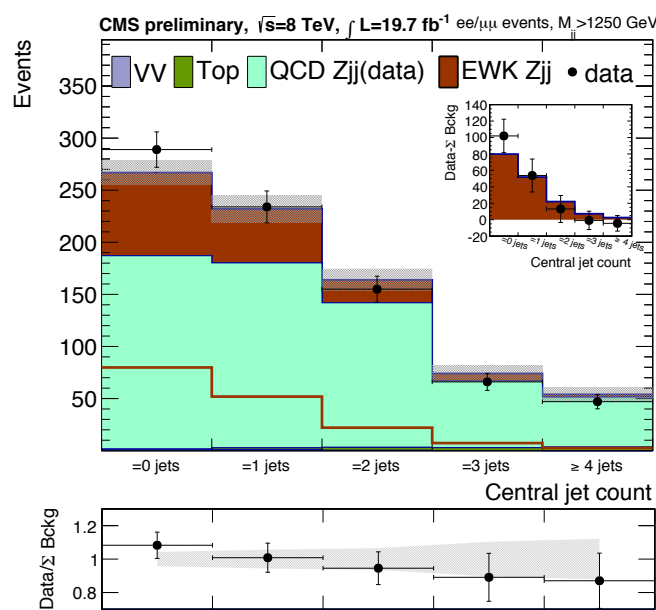 CMS preliminary, √s=8 TeV, ∫ L=19.7 fb⁻¹ ee/μμ events, M_jj>1250 GeV
Events
VV Top QCD Zjj(data) EWK Zjj data
350
300
250
200
150
100
50
=0 jets =1 jets =2 jets =3 jets ≥ 4 jets
Central jet count
Data-Σ Bckg
140
120
100
80
60
40
20
0
-20
=0 jets =1 jets =2 jets =3 jets ≥ 4 jets
Central jet count
Data/Σ Bckg
1.2
1
0.8